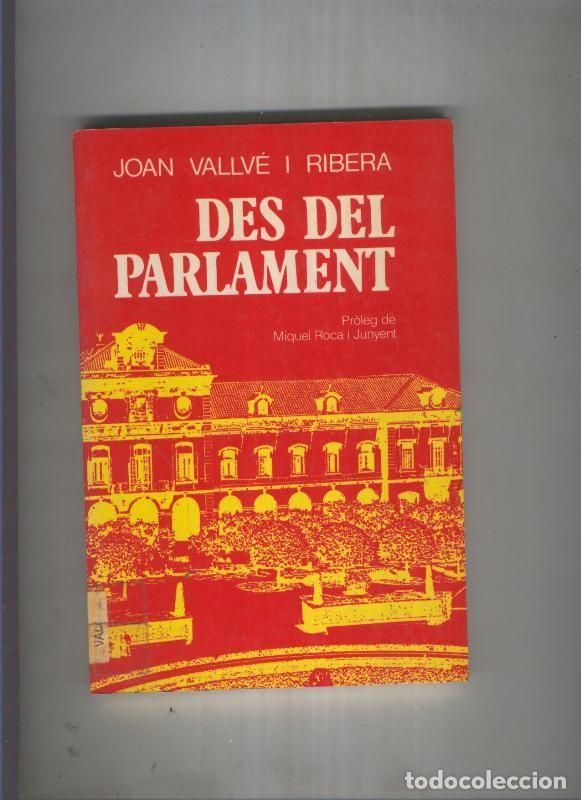 JOAN VALLVÉ I RIBERA
DES DEL
PARLAMENT
Pròleg de
Miquel Roca i Junyent
VAL
todocoleccion